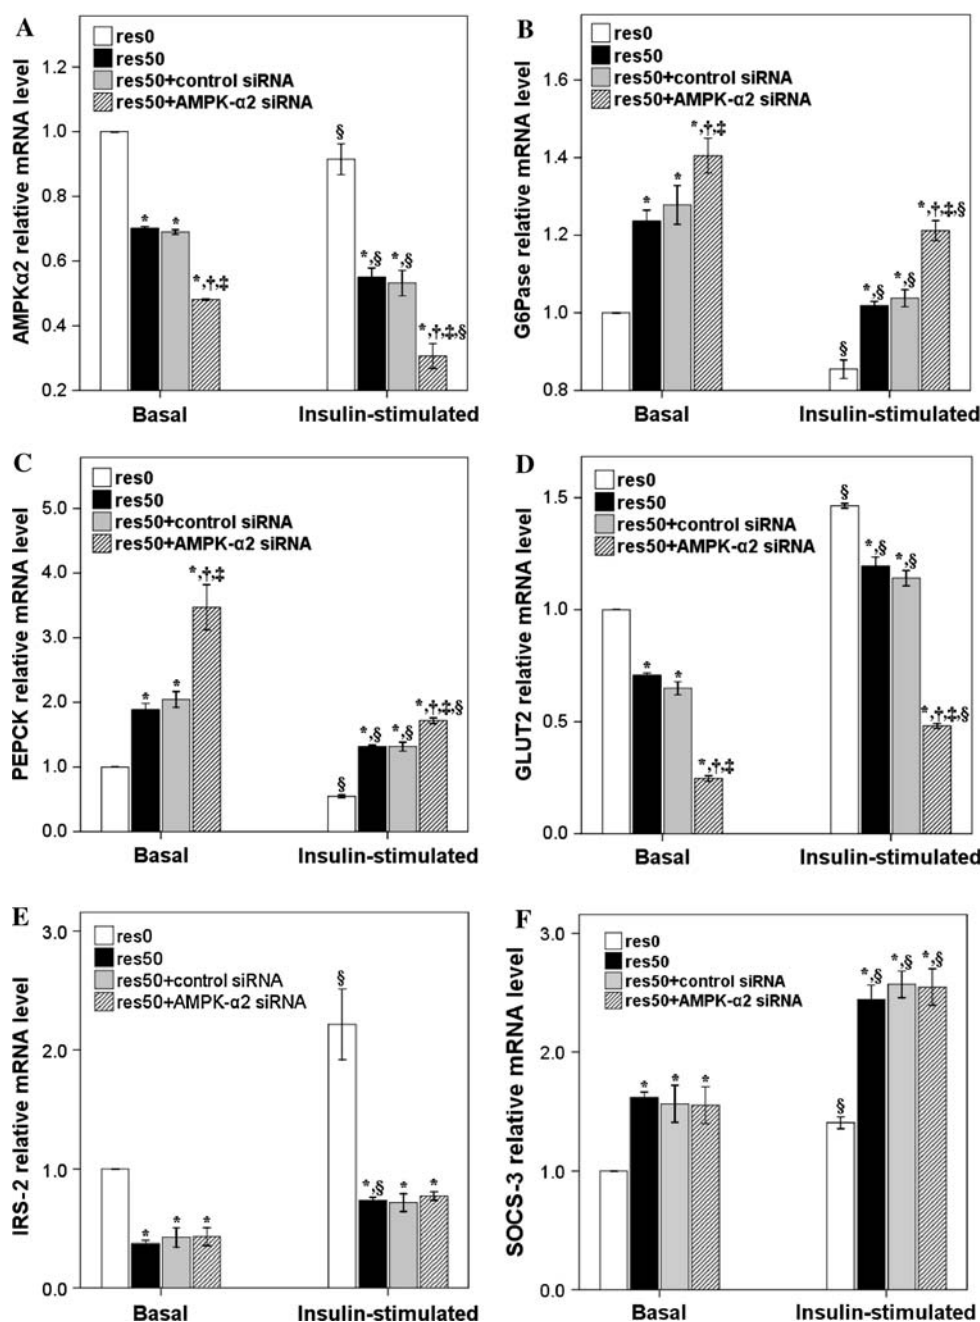 A
res0
res50
res50+control siRNA
res50+AMPK-α2 siRNA
AMPKα2 relative mRNA level
1.2
1.0
0.8
0.6
0.4
0.2
* * *,†,‡
§ *,§ *,§ *,†,‡,§
Basal Insulin-stimulated
B
res0
res50
res50+control siRNA
res50+AMPK-α2 siRNA
G6Pase relative mRNA level
1.6
1.4
1.2
1.0
0.8
* * *,†,‡
§ *,§ *,§ *,†,‡,§
Basal Insulin-stimulated
C
res0
res50
res50+control siRNA
res50+AMPK-α2 siRNA
PEPCK relative mRNA level
5.0
4.0
3.0
2.0
1.0
0.0
* * *,†,‡
§ *,§ *,§ *,†,‡,§
Basal Insulin-stimulated
D
res0
res50
res50+control siRNA
res50+AMPK-α2 siRNA
GLUT2 relative mRNA level
1.5
1.0
0.5
0.0
* * *,†,‡
§ *,§ *,§ *,†,‡,§
Basal Insulin-stimulated
E
res0
res50
res50+control siRNA
res50+AMPK-α2 siRNA
IRS-2 relative mRNA level
3.0
2.0
1.0
0.0
* * *
§ *,§ * *
Basal Insulin-stimulated
F
res0
res50
res50+control siRNA
res50+AMPK-α2 siRNA
SOCS-3 relative mRNA level
3.0
2.0
1.0
0.0
* * *
§ *,§ *,§ *,§
Basal Insulin-stimulated